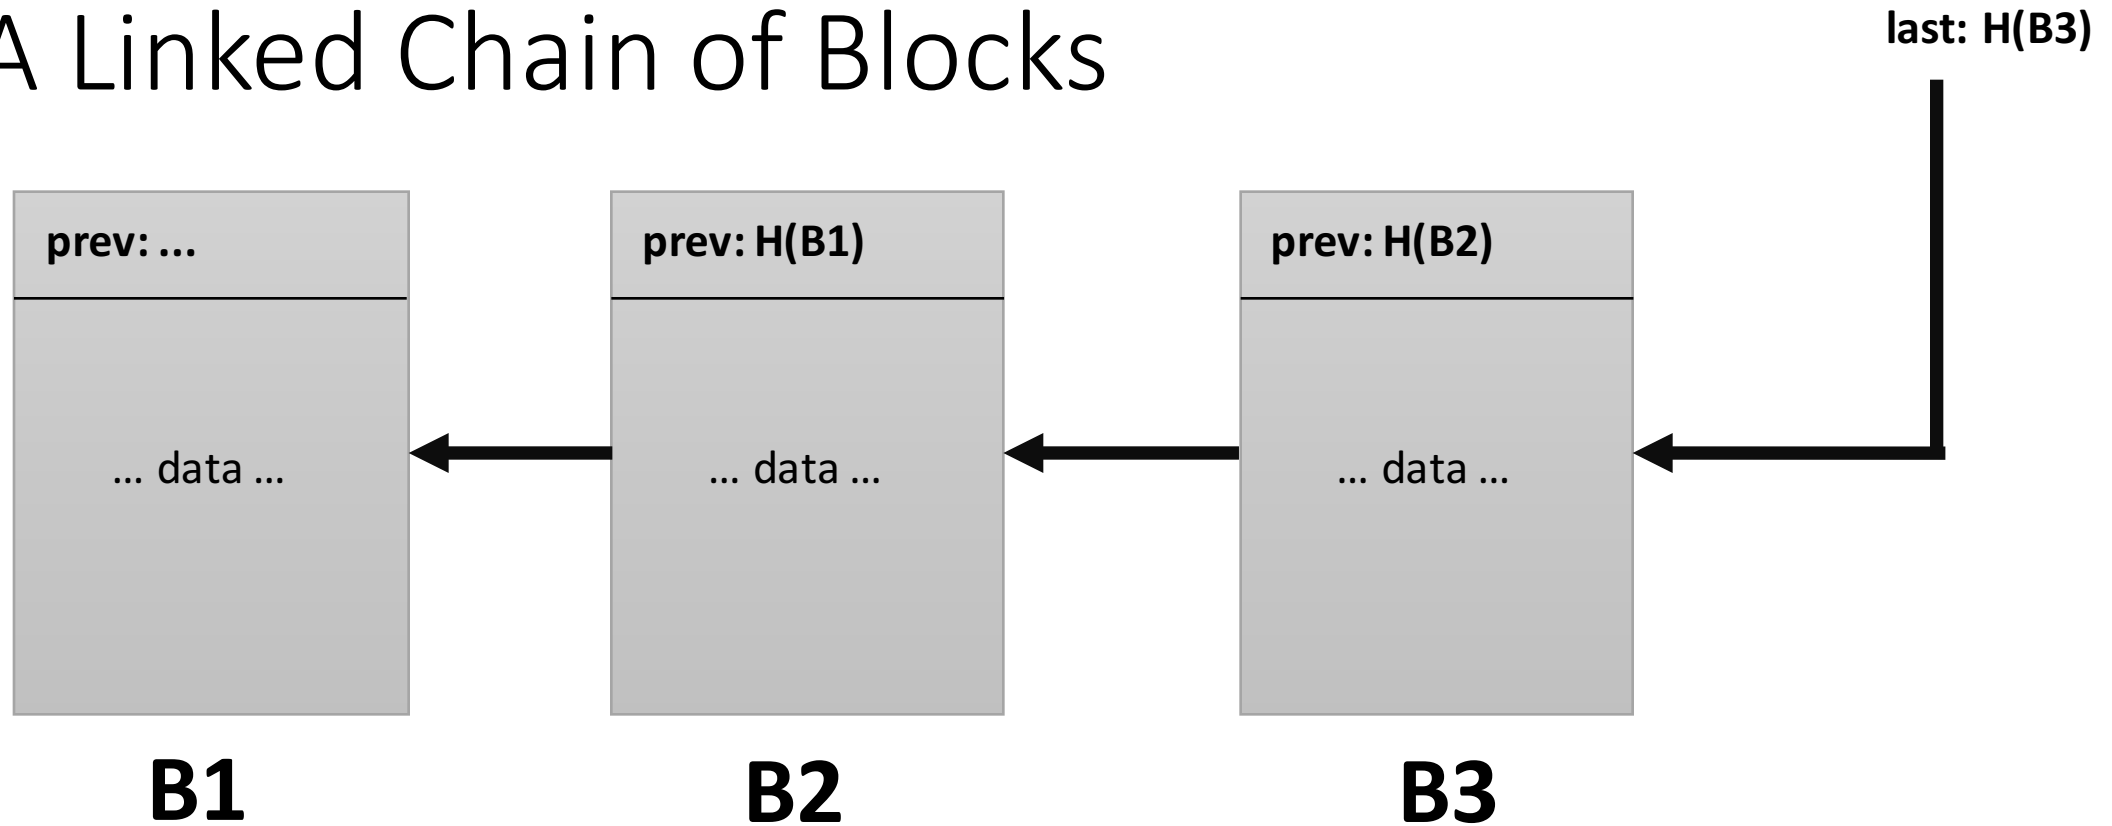 A Linked Chain of Blocks
last: H(B3)
prev: ...
prev: H(B1)
prev: H(B2)
... data ...
... data ...
... data ...
B1
B2
B3